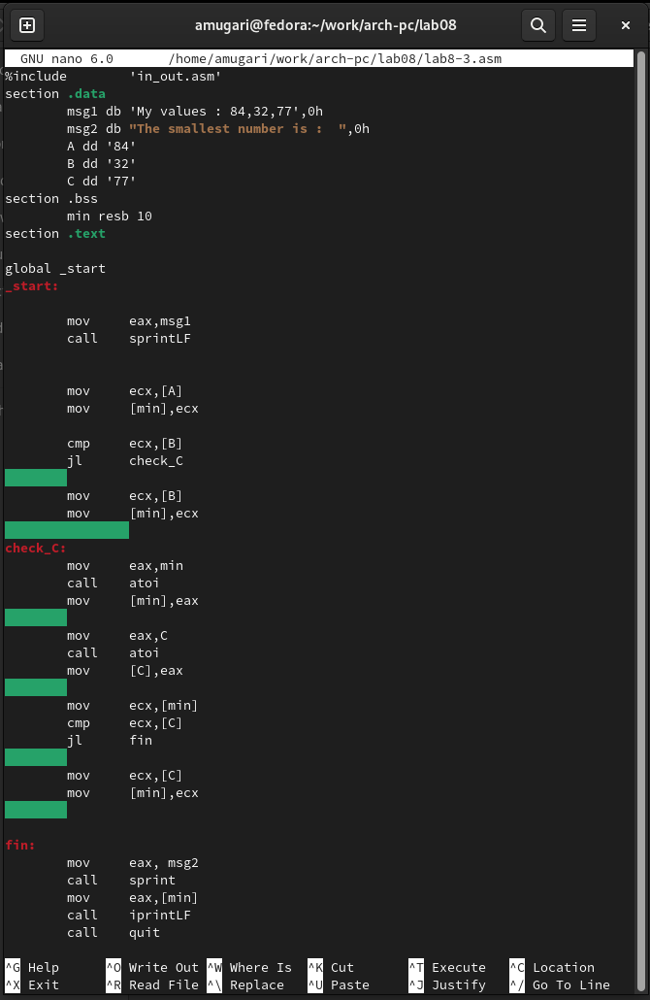 amugari@fedora:~/work/arch-pc/lab08
GNU nano 6.0 /home/amugari/work/arch-pc/lab08/lab8-3.asm
%include 'in_out.asm'
section .data
msg1 db 'My values : 84,32,77',0h
msg2 db "The smallest number is :  ",0h
A dd '84'
B dd '32'
C dd '77'
section .bss
min resb 10
section .text
global _start
_start:
mov eax,msg1
call sprintLF
mov ecx,[A]
mov [min],ecx
cmp ecx,[B]
jl check_C
mov ecx,[B]
mov [min],ecx
check_C:
mov eax,min
call atoi
mov [min],eax
mov eax,C
call atoi
mov [C],eax
mov ecx,[min]
cmp ecx,[C]
jl fin
mov ecx,[C]
mov [min],ecx
fin:
mov eax, msg2
call sprint
mov eax,[min]
call iprintLF
call quit
^G Help ^O Write Out ^W Where Is ^K Cut ^T Execute ^C Location
^X Exit ^R Read File ^\ Replace ^U Paste ^J Justify ^/ Go To Line